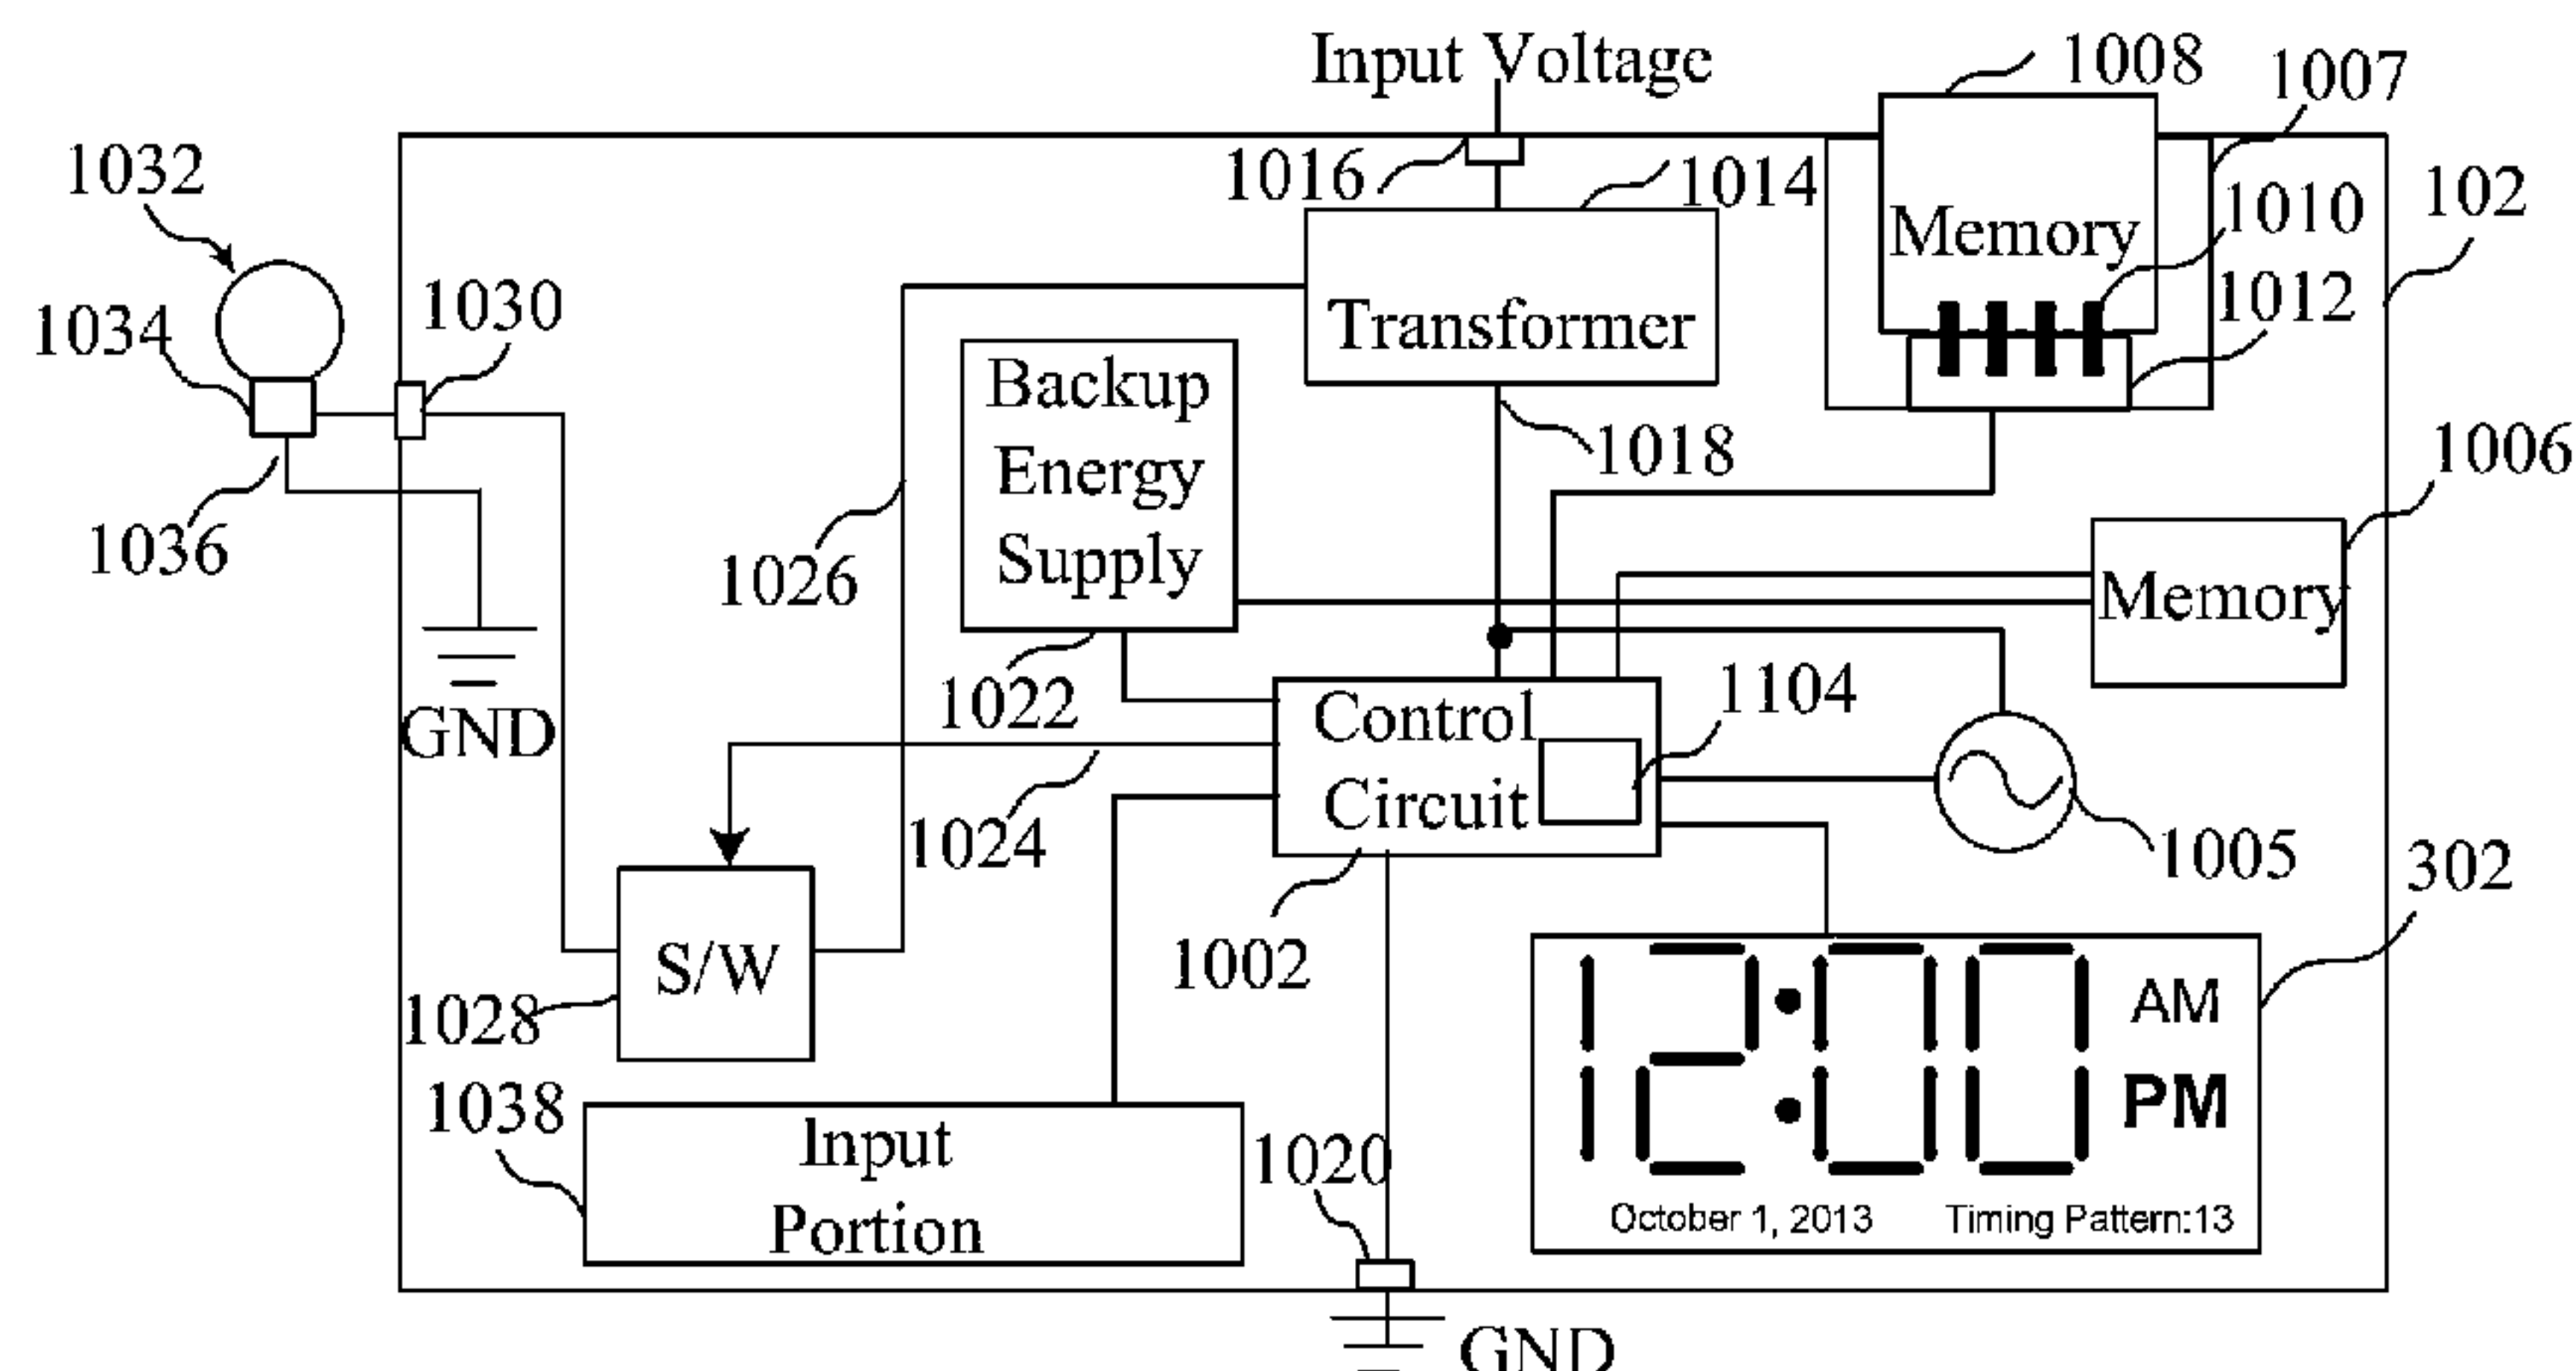 Input Voltage
1008
1007
1032
1016
1014
102
Memory
1010
1030
1012
1034
Transformer
Backup
Energy
Supply
1018
1006
1036
1026
Memory
1022
1104
GND
Control
Circuit
1024
1005
302
1002
S/W
1028
12:00
AM
PM
1038
Input
Portion
1020
October 1, 2013
Timing Pattern:13
GND